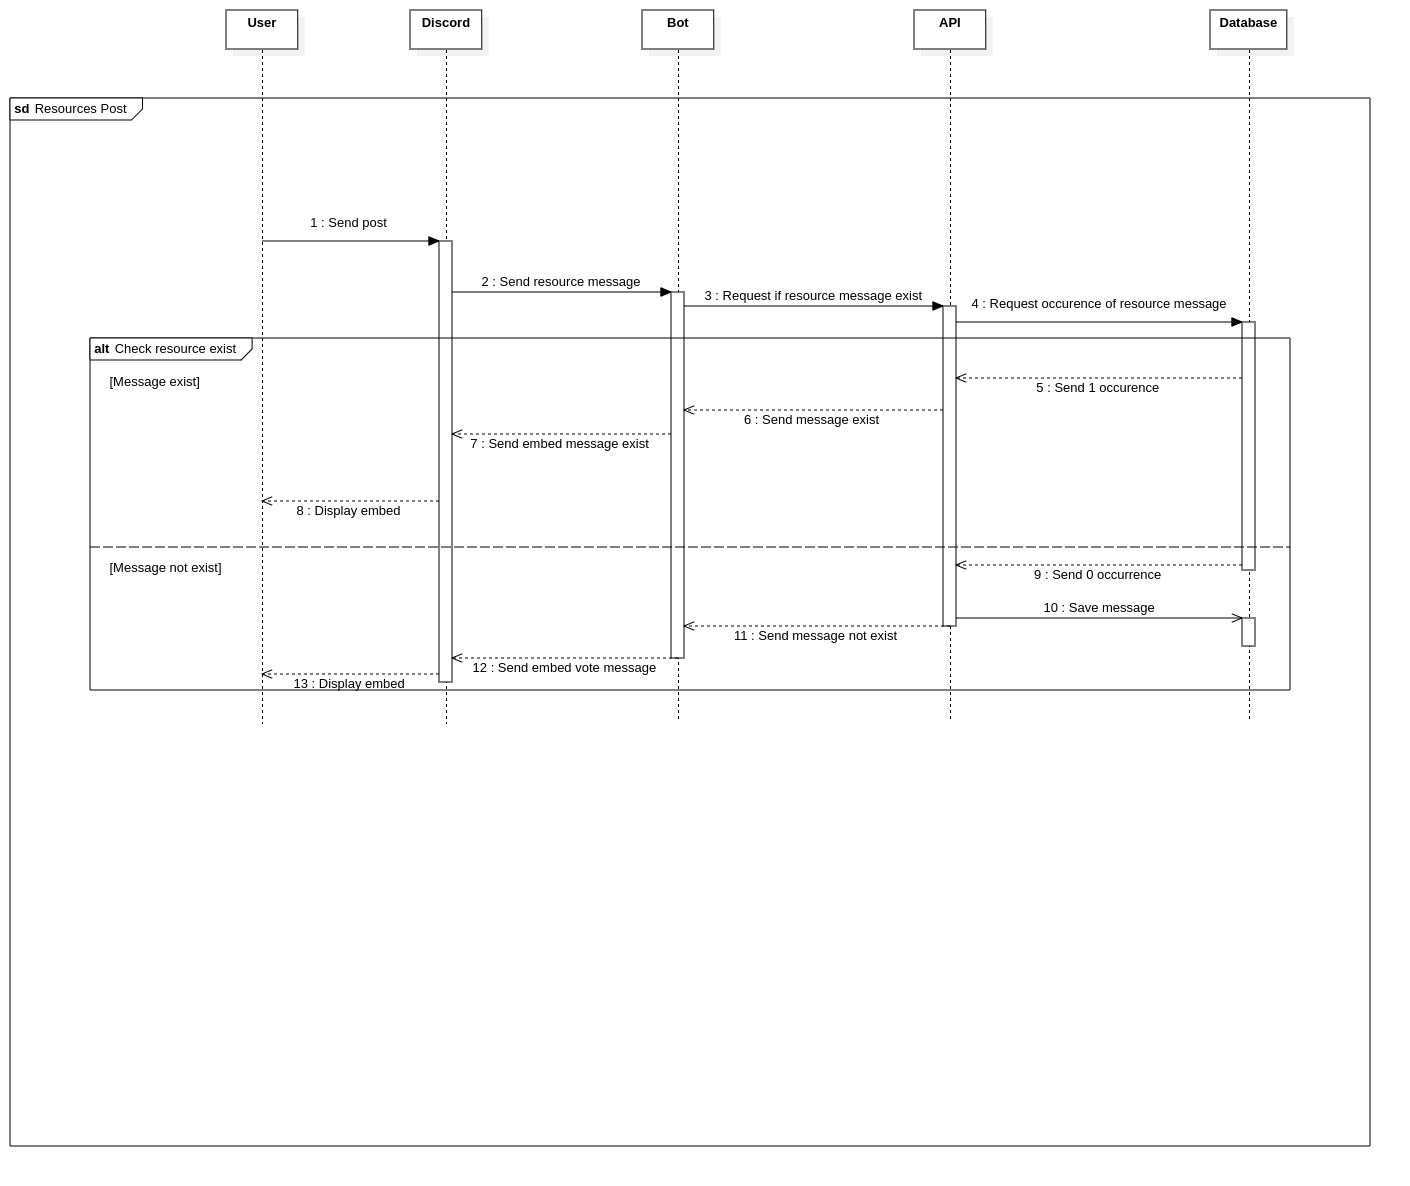 User
Discord
Bot
API
Database
sd Resources Post
1 : Send post
2 : Send resource message
3 : Request if resource message exist
4 : Request occurence of resource message
alt Check resource exist
[Message exist]
5 : Send 1 occurence
6 : Send message exist
7 : Send embed message exist
8 : Display embed
[Message not exist]
9 : Send 0 occurrence
10 : Save message
11 : Send message not exist
12 : Send embed vote message
13 : Display embed